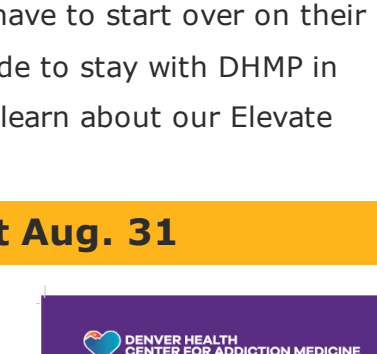 have to start over on their
de to stay with DHMP in
learn about our Elevate
t Aug. 31
DENVER HEALTH
CENTER FOR ADDICTION MEDICINE